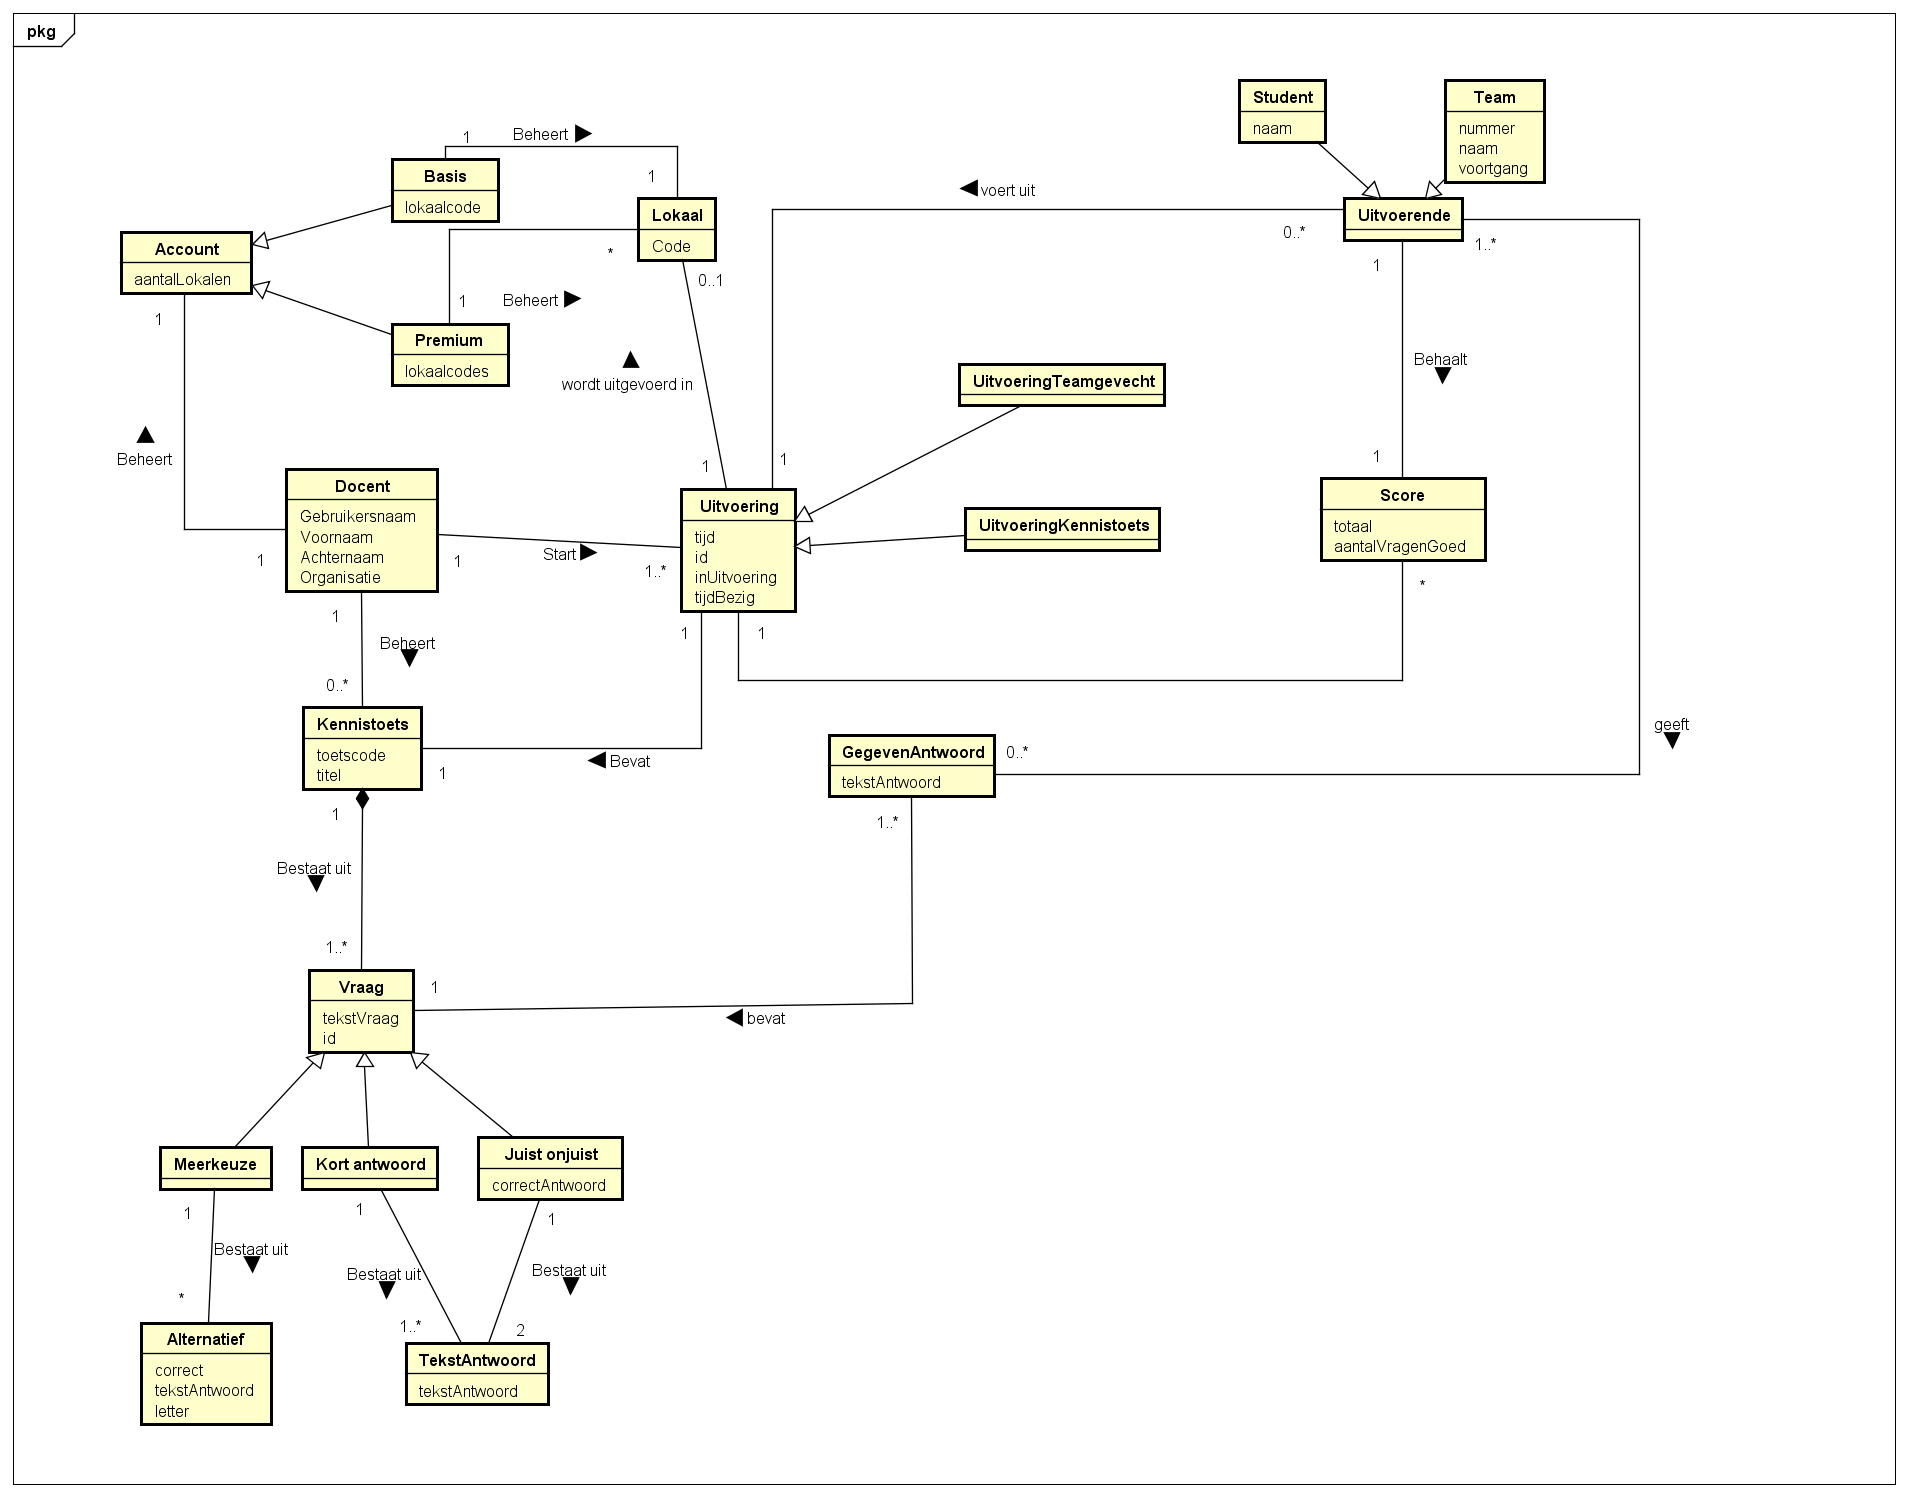 pkg
Student
naam
Team
nummer
naam
voortgang
1
Beheert
Basis
lokaalcode
1
Lokaal
Code
voert uit
Uitvoerende
0..*
1..*
Account
aantalLokalen
*
0..1
1
1
Beheert
1
Premium
lokaalcodes
wordt uitgevoerd in
Behaalt
UitvoeringTeamgevecht
Beheert
1
1
1
Docent
Gebruikersnaam
Voornaam
Achternaam
Organisatie
Uitvoering
tijd
id
inUitvoering
tijdBezig
Score
totaal
aantalVragenGoed
UitvoeringKennistoets
1
1
Start
1..*
*
1
1
1
Beheert
0..*
Kennistoets
toetscode
titel
1
Bevat
GegevenAntwoord
tekstAntwoord
0..*
geeft
1
1..*
Bestaat uit
1..*
Vraag
tekstVraag
id
1
bevat
Meerkeuze
Kort antwoord
Juist onjuist
correctAntwoord
1
1
1
Bestaat uit
Bestaat uit
Bestaat uit
*
1..*
2
Alternatief
correct
tekstAntwoord
letter
TekstAntwoord
tekstAntwoord